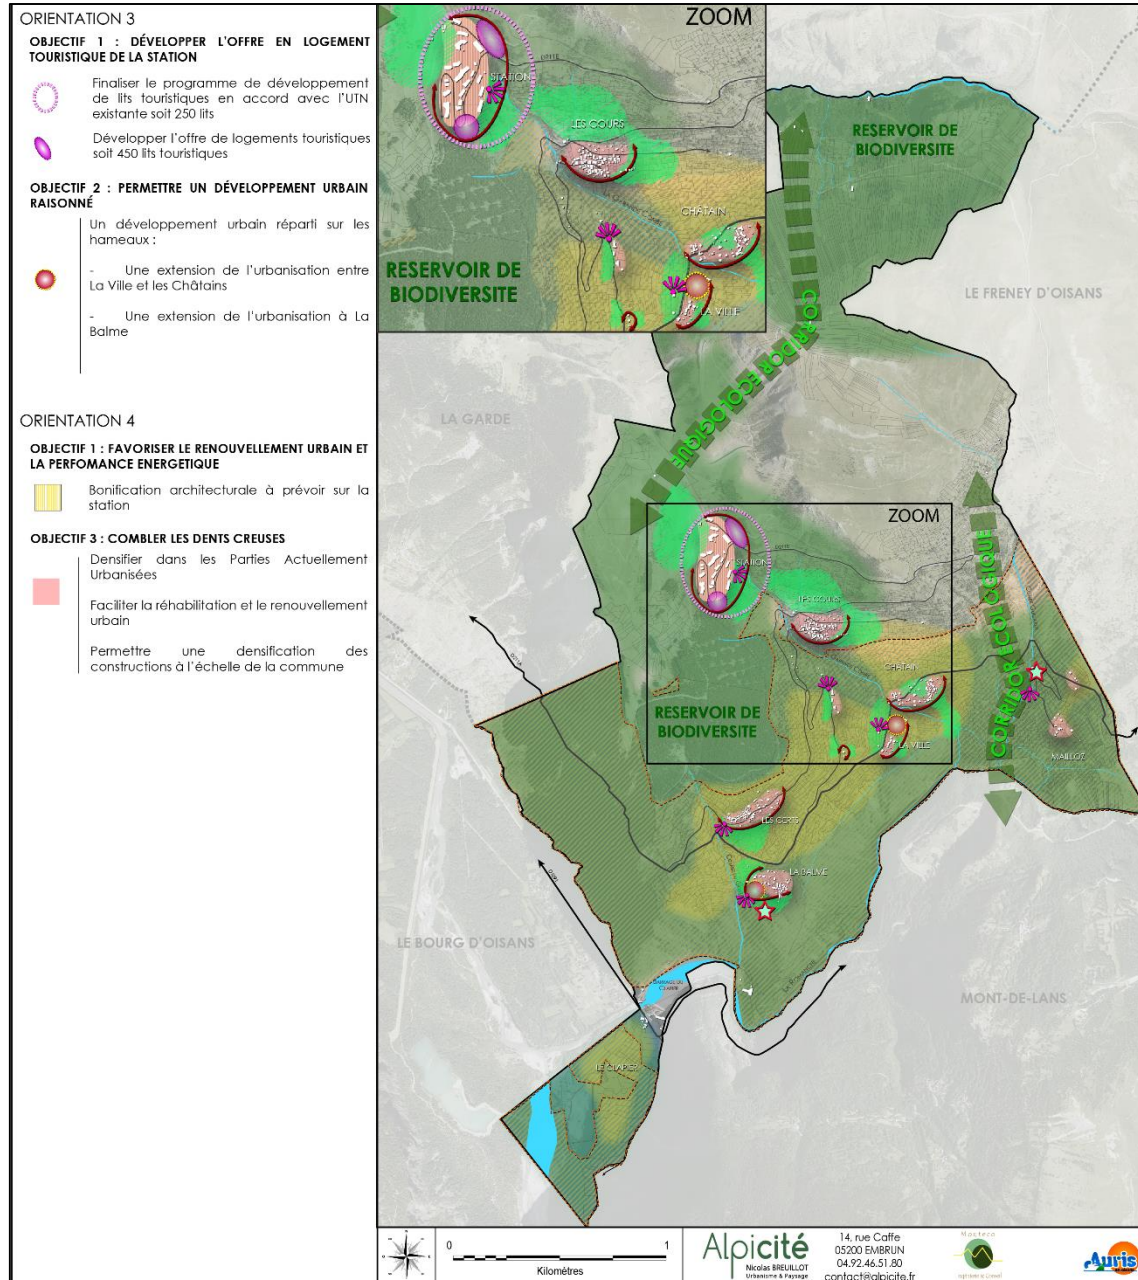 ORIENTATION 3
OBJECTIF 1 : DÉVELOPPER L'OFFRE EN LOGEMENT
TOURISTIQUE DE LA STATION
Finaliser le programme de développement
de lits touristiques en accord avec l'UTN
existante soit 250 lits
Développer l'offre de logements touristiques
soit 450 lits touristiques
OBJECTIF 2 : PERMETTRE UN DÉVELOPPEMENT URBAIN
RAISONNÉ
Un développement urbain réparti sur les
hameaux :
- Une extension de l'urbanisation entre
La Ville et les Châtains
- Une extension de l'urbanisation à La
Balme
ORIENTATION 4
OBJECTIF 1 : FAVORISER LE RENOUVELLEMENT URBAIN ET
LA PERFOMANCE ENERGETIQUE
Bonification architecturale à prévoir sur la
station
OBJECTIF 3 : COMBLER LES DENTS CREUSES
Densifier dans les Parties Actuellement
Urbanisées
Faciliter la réhabilitation et le renouvellement
urbain
Permettre une densification des
constructions à l'échelle de la commune
ZOOM
STATION
LES COURS
CHÂTAIN
LA VILLE
RESERVOIR DE
BIODIVERSITE
RESERVOIR DE
BIODIVERSITE
LE FRENEY D'OISANS
CORRIDOR ECOLOGIQUE
LA GARDE
ZOOM
STATION
LES COURS
CHATAIN
LA VILLE
RESERVOIR DE
BIODIVERSITE
CORRIDOR ECOLOGIQUE
MAILLOZ
LES CERTS
LA BALME
LE BOURG D'OISANS
BARRAGE DU
CLAPIER
MONT-DE-LANS
LE CLAPIER
0 1
Kilomètres
Alpicité
Nicolas BREUILLOT
Urbanisme & Paysage
14, rue Caffe
05200 EMBRUN
04.92.46.51.80
contact@alpicite.fr
Auris